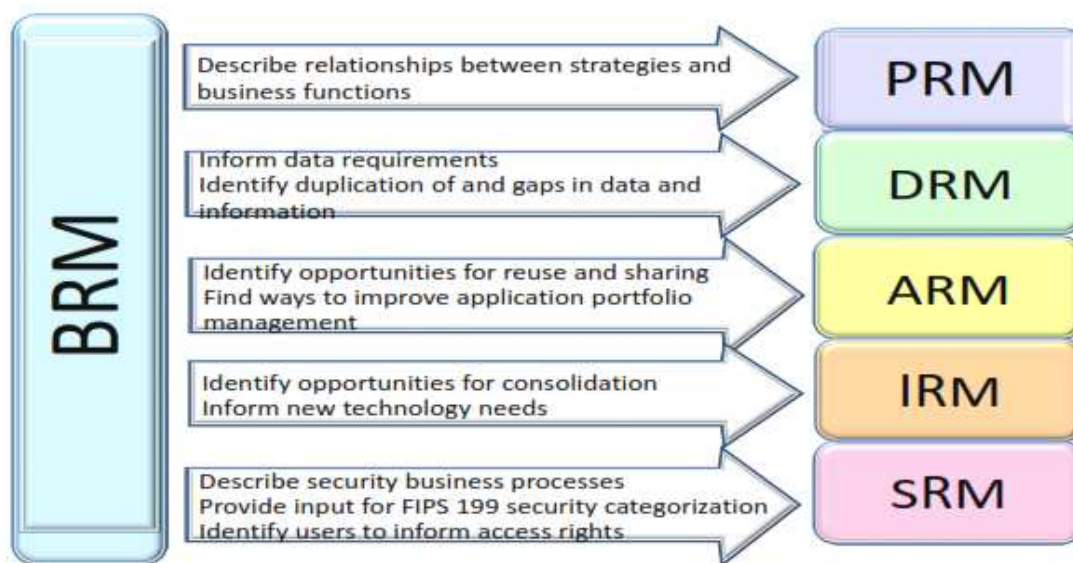 BRM
Describe relationships between strategies and
business functions
PRM
Inform data requirements
Identify duplication of and gaps in data and
information
DRM
Identify opportunities for reuse and sharing
Find ways to improve application portfolio
management
ARM
Identify opportunities for consolidation
Inform new technology needs
IRM
Describe security business processes
Provide input for FIPS 199 security categorization
Identify users to inform access rights
SRM